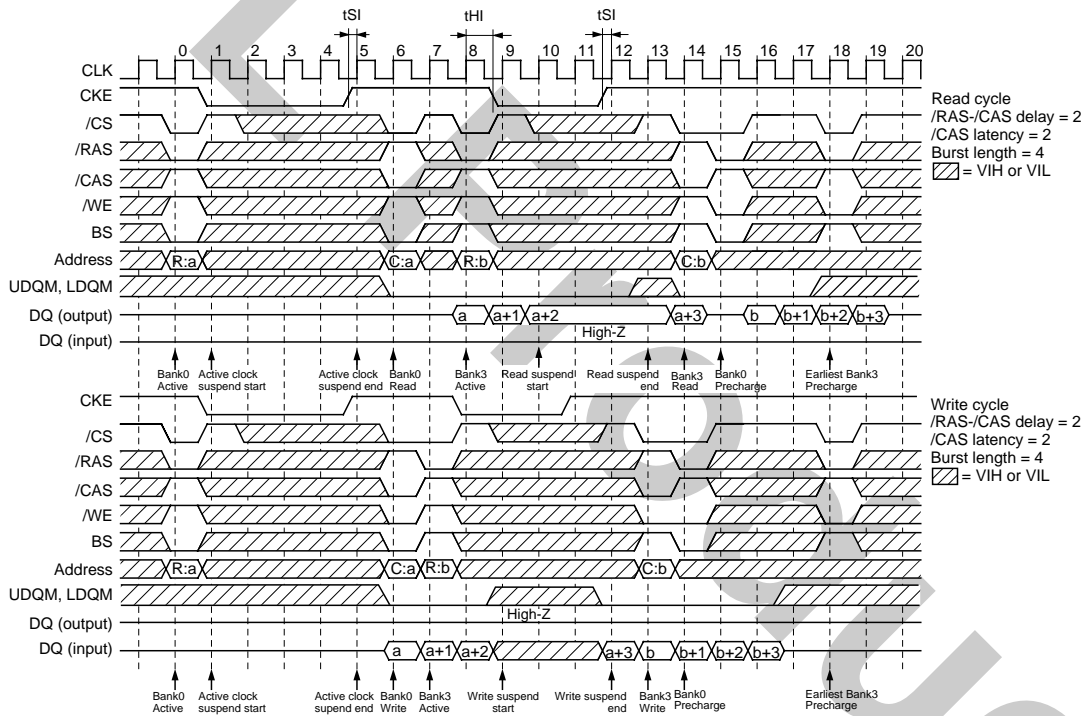 tSI tHI tSI
0 1 2 3 4 5 6 7 8 9 10 11 12 13 14 15 16 17 18 19 20
CLK
CKE
/CS
/RAS
/CAS
/WE
BS
Address R:a C:a R:b C:b
UDQM, LDQM
DQ (output) a a+1 a+2 a+3 b b+1 b+2 b+3
High-Z
DQ (input)
Read cycle
/RAS-/CAS delay = 2
/CAS latency = 2
Burst length = 4
= VIH or VIL
Bank0 Active
Active clock suspend start
Active clock suspend end
Bank0 Read
Bank3 Active
Read suspend start
Read suspend end
Bank3 Read
Bank0 Precharge
Earliest Bank3 Precharge
CKE
/CS
/RAS
/CAS
/WE
BS
Address R:a C:a R:b C:b
UDQM, LDQM
High-Z
DQ (output)
DQ (input) a a+1 a+2 a+3 b b+1 b+2 b+3
Write cycle
/RAS-/CAS delay = 2
/CAS latency = 2
Burst length = 4
= VIH or VIL
Bank0 Active
Active clock suspend start
Active clock supend end
Bank0 Write
Bank3 Active
Write suspend start
Write suspend end
Bank3 Write
Bank0 Precharge
Earliest Bank3 Precharge